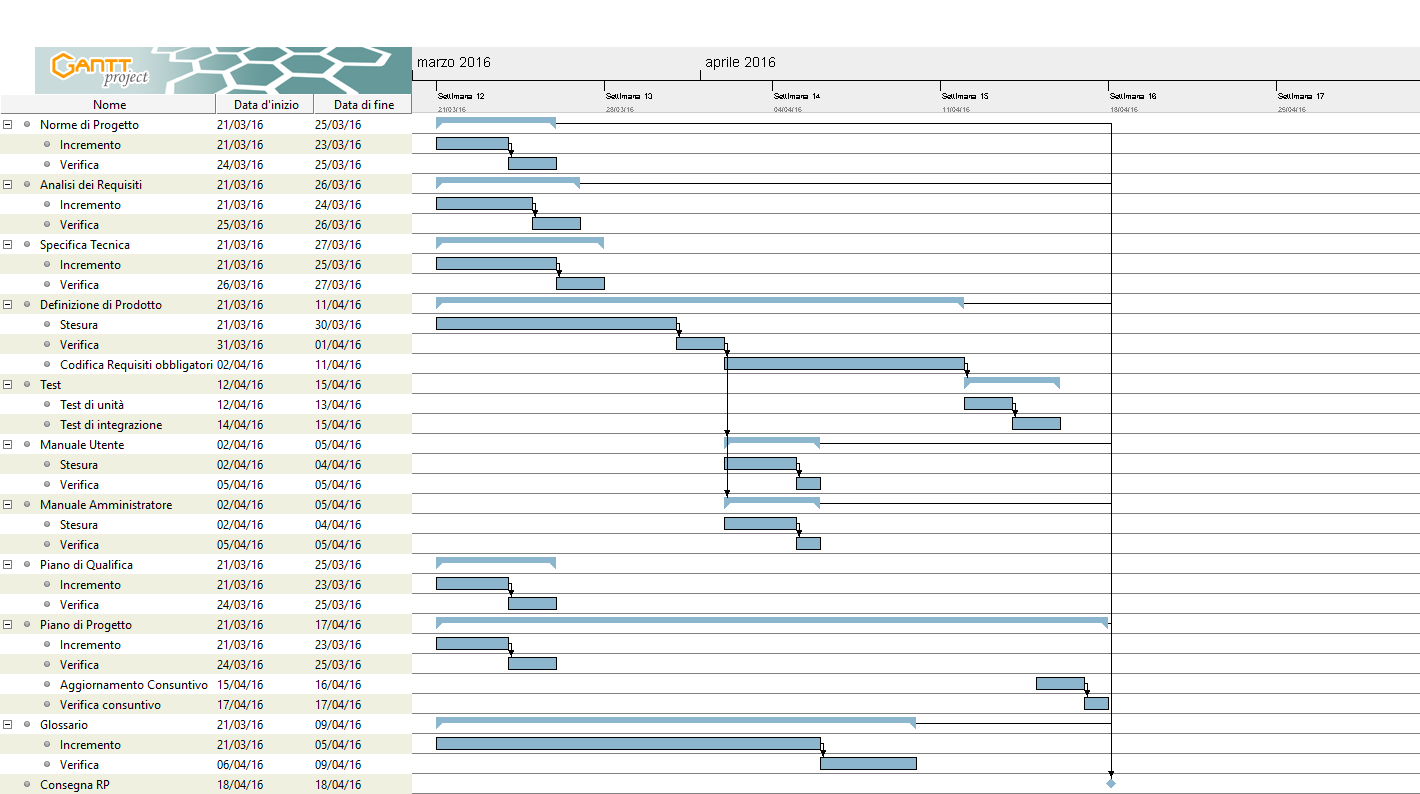 GANTT
project
marzo 2016 aprile 2016
Settimana 12 Settimana 13 Settimana 14 Settimana 15 Settimana 16 Settimana 17
21/03/16 28/03/16 04/04/16 11/04/16 18/04/16 25/04/16
Nome Data d'inizio Data di fine
Norme di Progetto 21/03/16 25/03/16
Incremento 21/03/16 23/03/16
Verifica 24/03/16 25/03/16
Analisi dei Requisiti 21/03/16 26/03/16
Incremento 21/03/16 24/03/16
Verifica 25/03/16 26/03/16
Specifica Tecnica 21/03/16 27/03/16
Incremento 21/03/16 25/03/16
Verifica 26/03/16 27/03/16
Definizione di Prodotto 21/03/16 11/04/16
Stesura 21/03/16 30/03/16
Verifica 31/03/16 01/04/16
Codifica Requisiti obbligatori 02/04/16 11/04/16
Test 12/04/16 15/04/16
Test di unità 12/04/16 13/04/16
Test di integrazione 14/04/16 15/04/16
Manuale Utente 02/04/16 05/04/16
Stesura 02/04/16 04/04/16
Verifica 05/04/16 05/04/16
Manuale Amministratore 02/04/16 05/04/16
Stesura 02/04/16 04/04/16
Verifica 05/04/16 05/04/16
Piano di Qualifica 21/03/16 25/03/16
Incremento 21/03/16 23/03/16
Verifica 24/03/16 25/03/16
Piano di Progetto 21/03/16 17/04/16
Incremento 21/03/16 23/03/16
Verifica 24/03/16 25/03/16
Aggiornamento Consuntivo 15/04/16 16/04/16
Verifica consuntivo 17/04/16 17/04/16
Glossario 21/03/16 09/04/16
Incremento 21/03/16 05/04/16
Verifica 06/04/16 09/04/16
Consegna RP 18/04/16 18/04/16